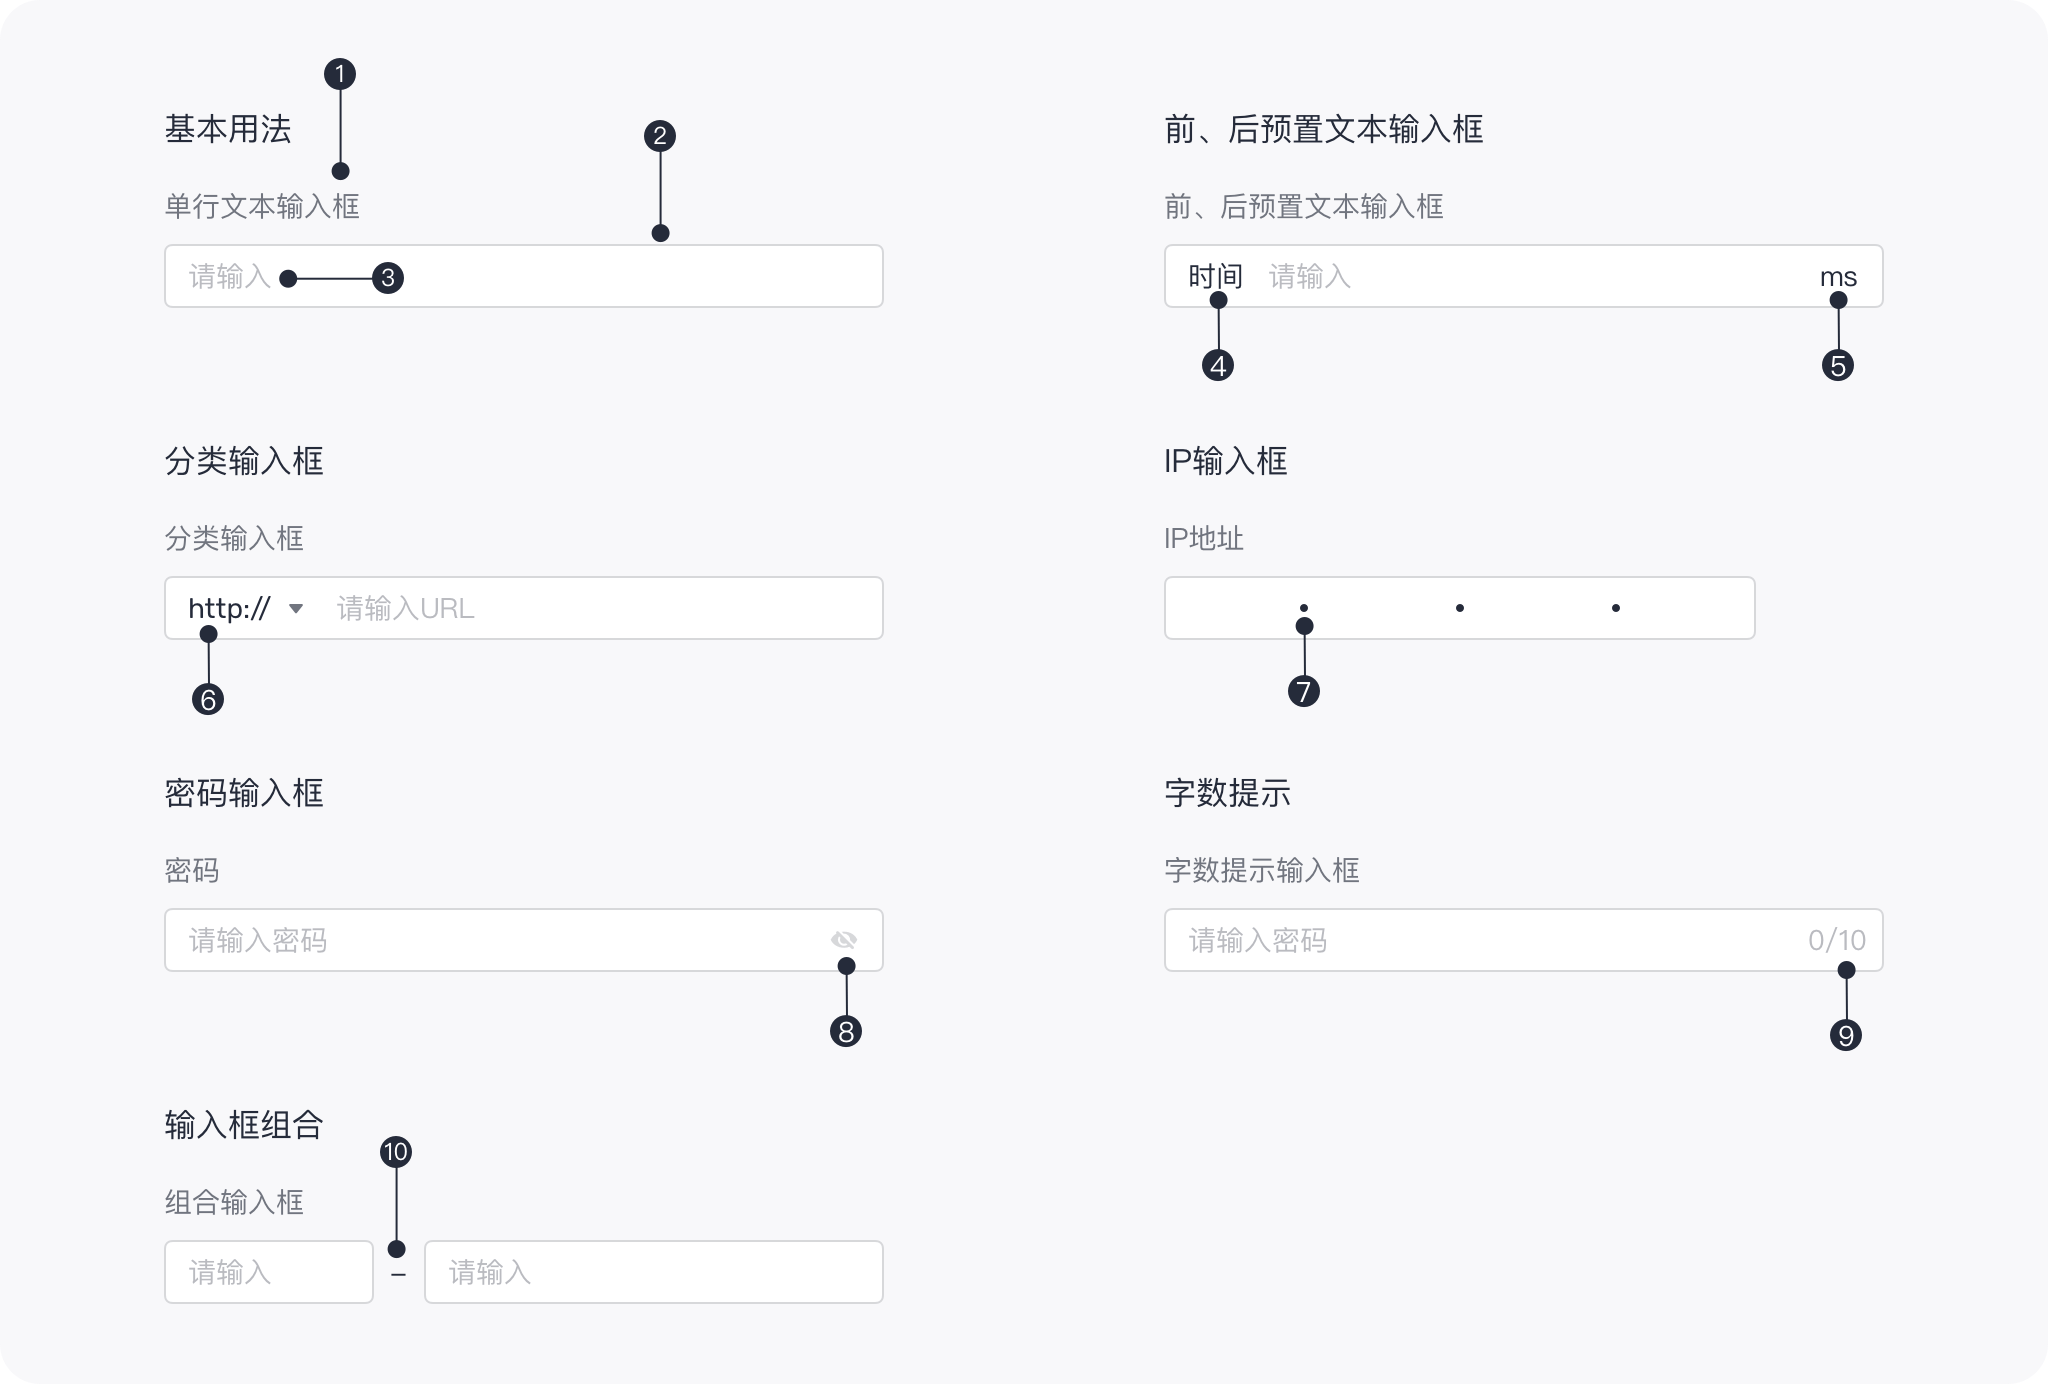 1
基本用法
2
单行文本输入框
请输入
3
前、后预置文本输入框
前、后预置文本输入框
时间 请输入 ms
4
5
分类输入框
分类输入框
http:// 请输入URL
6
IP输入框
IP地址
7
密码输入框
密码
请输入密码
8
字数提示
字数提示输入框
请输入密码 0/10
9
输入框组合
10
组合输入框
请输入 – 请输入